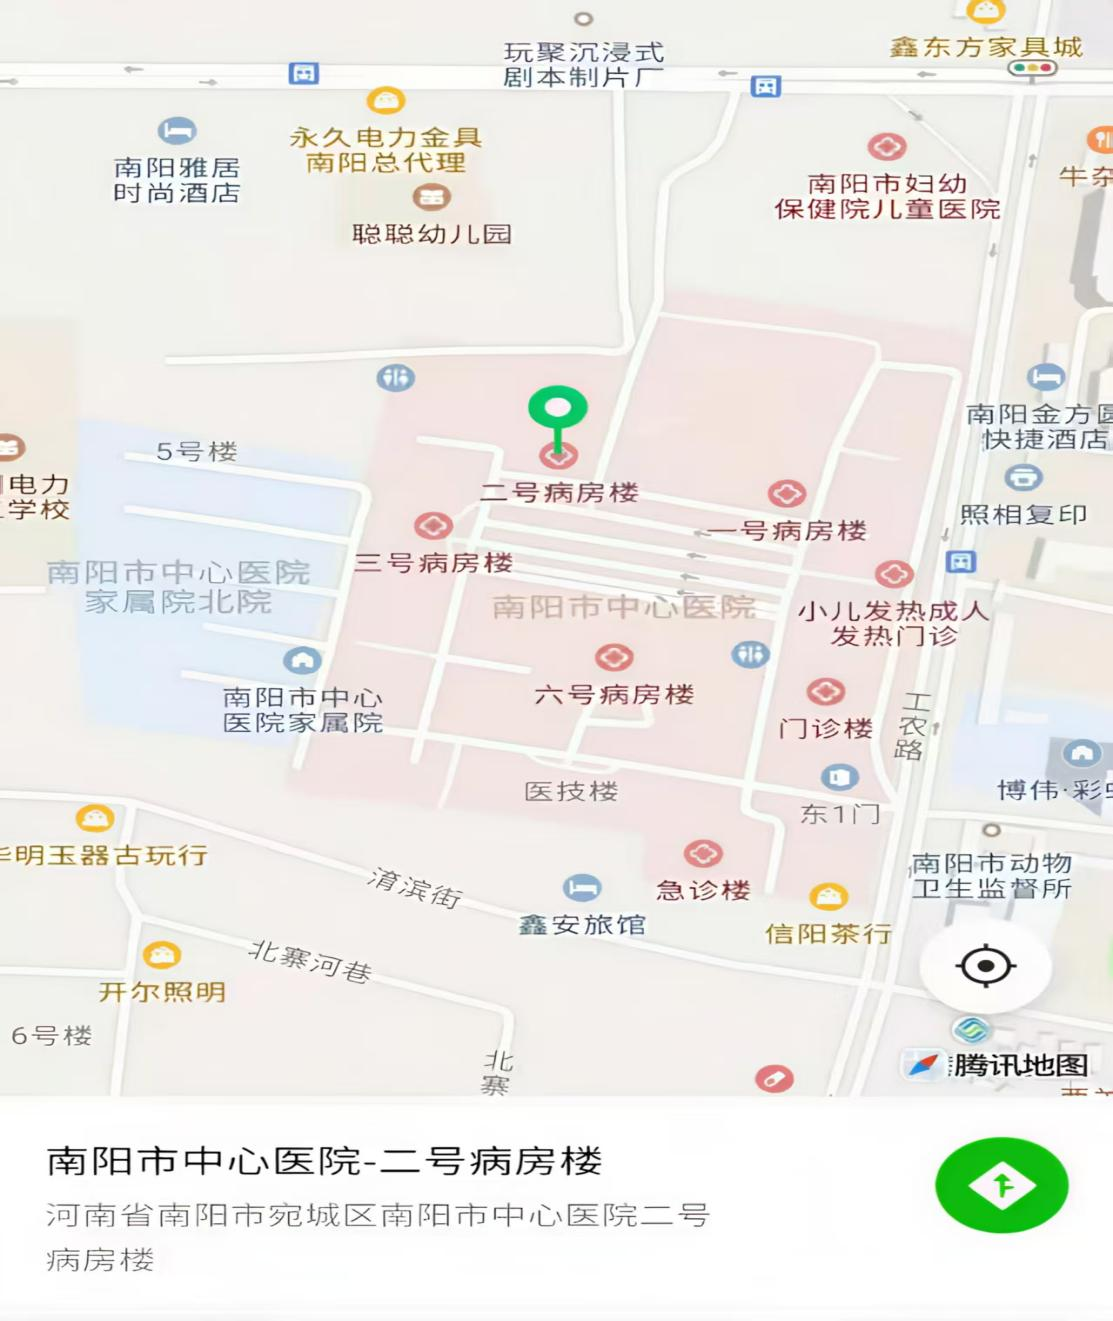 玩聚沉浸式
剧本制片厂
鑫东方家具城
永久电力金具
南阳总代理
南阳雅居
时尚酒店
聪聪幼儿园
南阳市妇幼
保健院儿童医院
牛杂
5号楼
电力
学校
二号病房楼
一号病房楼
三号病房楼
南阳金方圆
快捷酒店
照相复印
南阳市中心医院
家属院北院
南阳市中心医院
小儿发热成人
发热门诊
南阳市中心
医院家属院
六号病房楼
门诊楼
工农路
医技楼
东1门
博伟·彩虹
明玉器古玩行
淯滨街
急诊楼
南阳市动物
卫生监督所
鑫安旅馆
信阳茶行
北寨河巷
开尔照明
6号楼
北寨
腾讯地图
南阳市中心医院-二号病房楼
河南省南阳市宛城区南阳市中心医院二号
病房楼